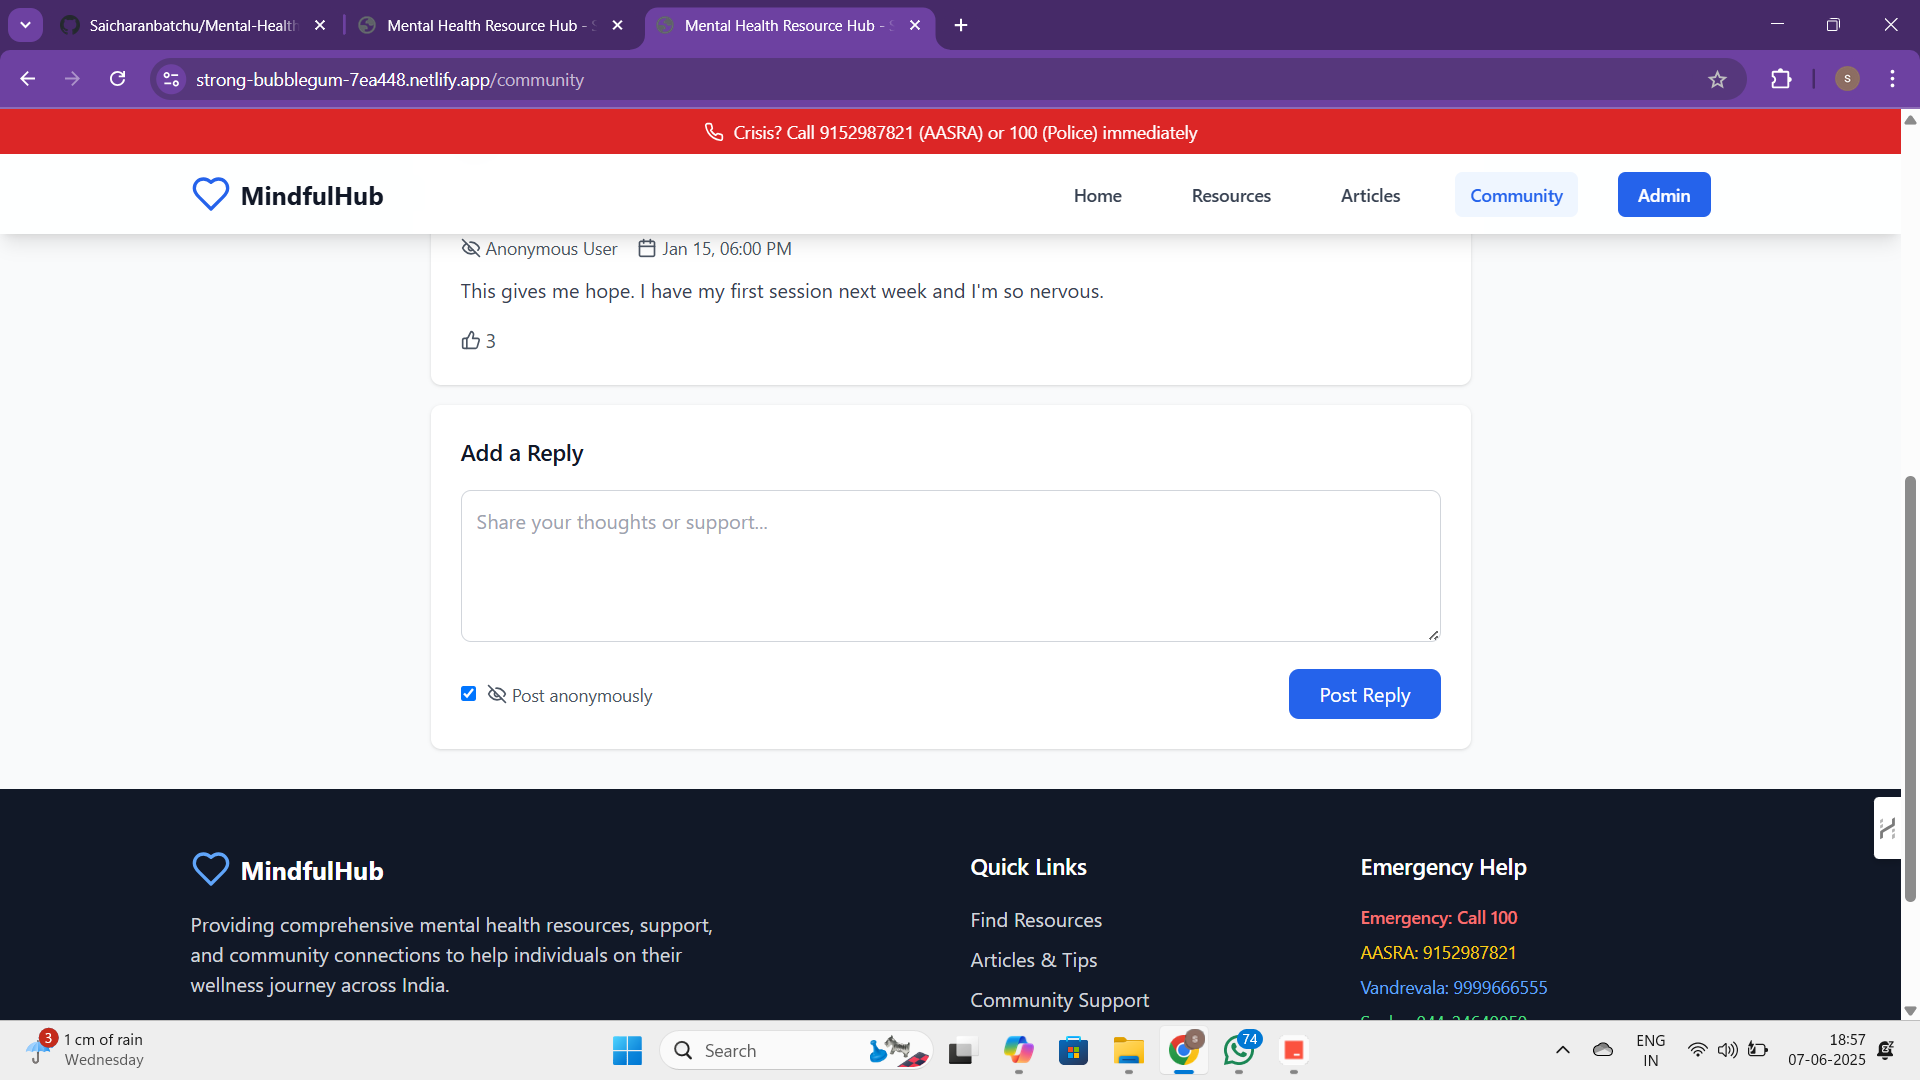 Saicharanbatchu/Mental-Health
Mental Health Resource Hub - S
Mental Health Resource Hub - S
strong-bubblegum-7ea448.netlify.app/community
S
Crisis? Call 9152987821 (AASRA) or 100 (Police) immediately
MindfulHub
Home
Resources
Articles
Community
Admin
Anonymous User
Jan 15, 06:00 PM
This gives me hope. I have my first session next week and I'm so nervous.
3
Add a Reply
Share your thoughts or support...
Post anonymously
Post Reply
MindfulHub
Providing comprehensive mental health resources, support,
and community connections to help individuals on their
wellness journey across India.
Quick Links
Find Resources
Articles & Tips
Community Support
Emergency Help
Emergency: Call 100
AASRA: 9152987821
Vandrevala: 9999666555
3
1 cm of rain
Wednesday
Search
S
74
ENG
IN
18:57
07-06-2025